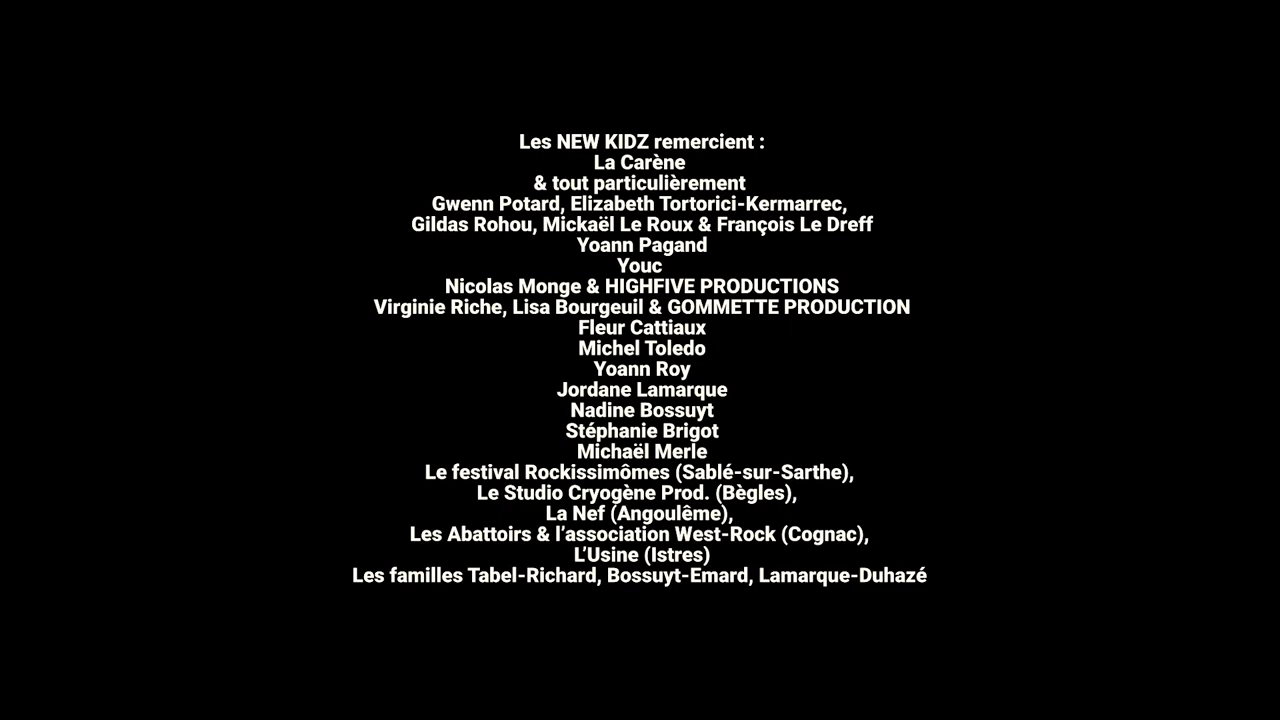 Les NEW KIDZ remercient :
La Carène
& tout particulièrement
Gwenn Potard, Elizabeth Tortorici-Kermarrec,
Gildas Rohou, Mickaël Le Roux & François Le Dreff
Yoann Pagand
Youc
Nicolas Monge & HIGHFIVE PRODUCTIONS
Virginie Riche, Lisa Bourgeuil & GOMMETTE PRODUCTION
Fleur Cattiaux
Michel Toledo
Yoann Roy
Jordane Lamarque
Nadine Bossuyt
Stéphanie Brigot
Michaël Merle
Le festival Rockissimômes (Sablé-sur-Sarthe),
Le Studio Cryogène Prod. (Bègles),
La Nef (Angoulême),
Les Abattoirs & l’association West-Rock (Cognac),
L’Usine (Istres)
Les familles Tabel-Richard, Bossuyt-Emard, Lamarque-Duhazé